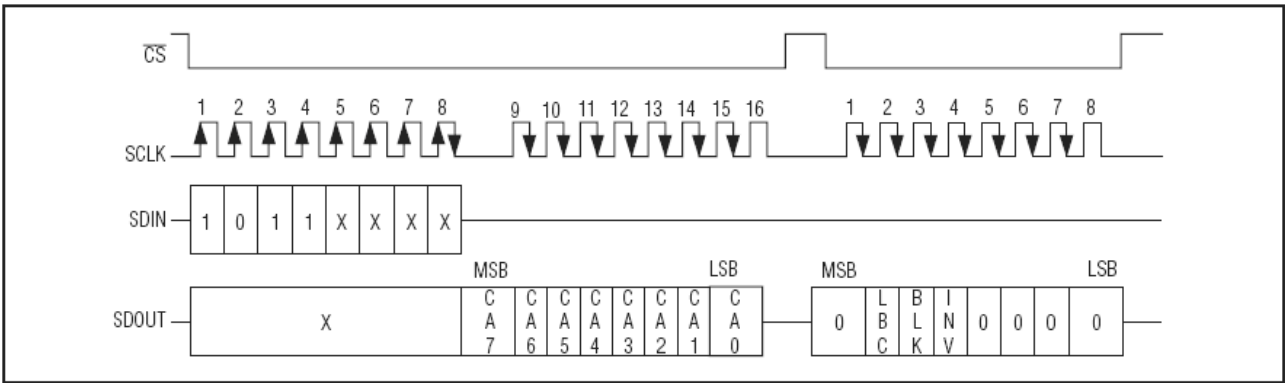 CS
1 2 3 4 5 6 7 8 9 10 11 12 13 14 15 16 1 2 3 4 5 6 7 8
SCLK
SDIN 1 0 1 1 X X X X
MSB LSB MSB LSB
SDOUT X CA7 CA6 CA5 CA4 CA3 CA2 CA1 CA0 0 LBC BLK INV 0 0 0 0